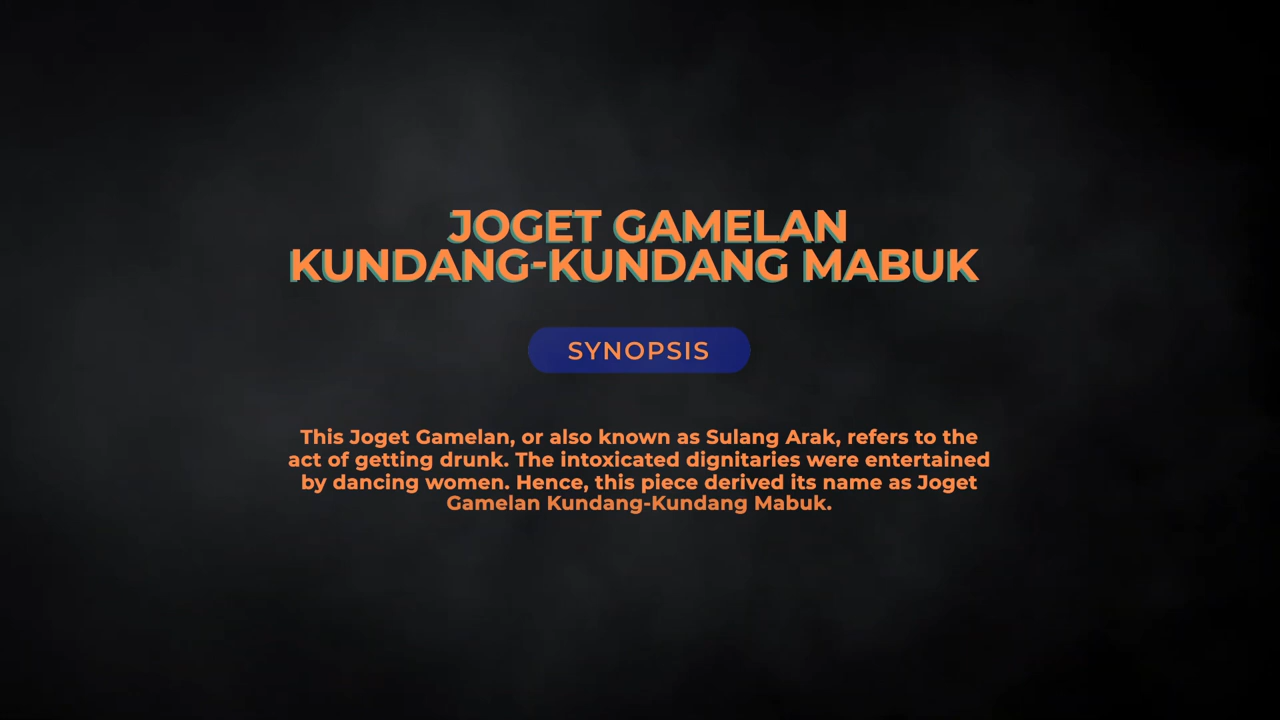 JOGET GAMELAN
KUNDANG-KUNDANG MABUK
SYNOPSIS
This Joget Gamelan, or also known as Sulang Arak, refers to the
act of getting drunk. The intoxicated dignitaries were entertained
by dancing women. Hence, this piece derived its name as Joget
Gamelan Kundang-Kundang Mabuk.